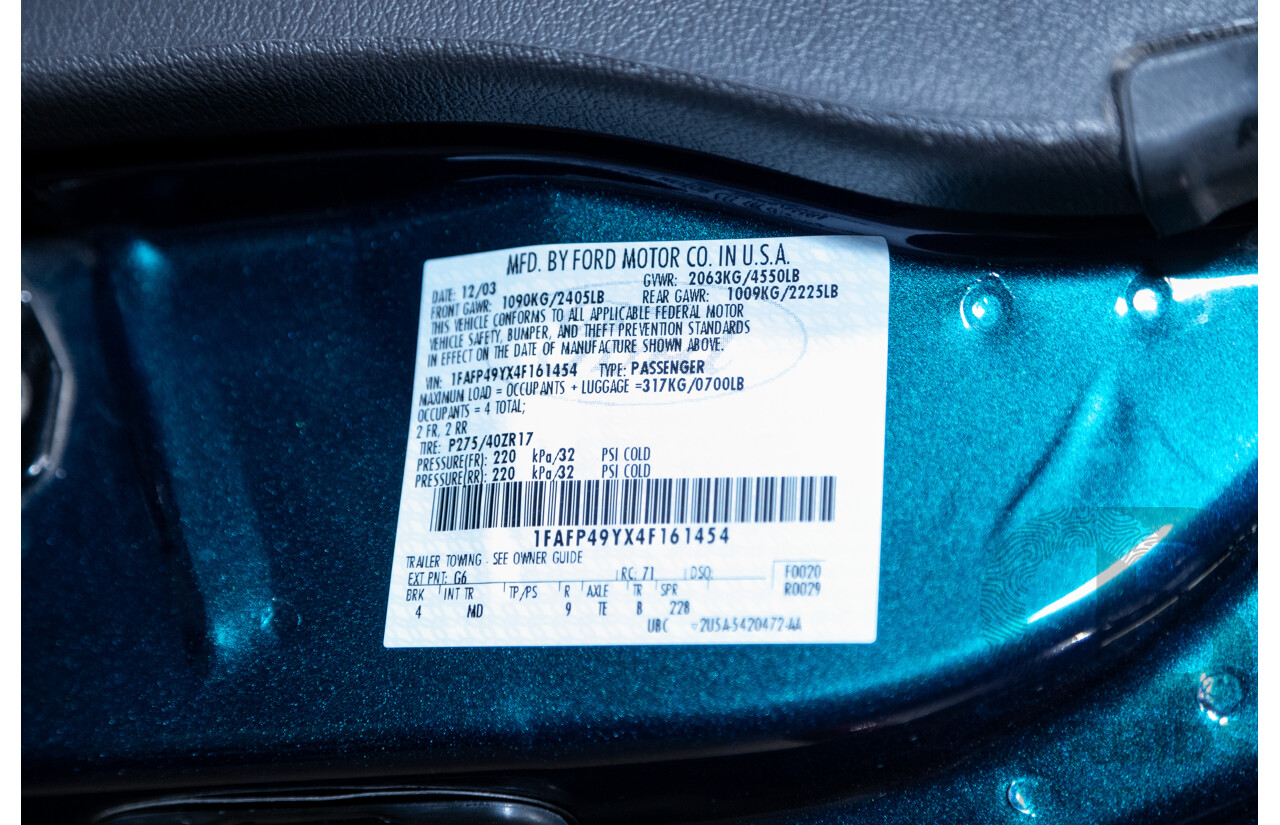 MFD. BY FORD MOTOR CO. IN U.S.A.
DATE: 12/03 GVWR: 2063KG/4550LB
FRONT GAWR: 1090KG/2405LB REAR GAWR: 1009KG/2225LB
THIS VEHICLE CONFORMS TO ALL APPLICABLE FEDERAL MOTOR
VEHICLE SAFETY, BUMPER, AND THEFT PREVENTION STANDARDS
IN EFFECT ON THE DATE OF MANUFACTURE SHOWN ABOVE.
VIN: 1FAFP49YX4F161454 TYPE: PASSENGER
MAXIMUM LOAD = OCCUPANTS + LUGGAGE =317KG/0700LB
OCCUPANTS = 4 TOTAL;
2 FR, 2 RR
TIRE: P275/40ZR17
PRESSURE(FR): 220 kPa/32 PSI COLD
PRESSURE(RR): 220 kPa/32 PSI COLD
1FAFP49YX4F161454
TRAILER TOWING - SEE OWNER GUIDE
EXT PNT: G6 RC: 71 DSO: F0020
BRK INT TR TP/PS R AXLE TR SPR R0029
4 MD 9 TE B 228
UBC ▽2U5A-5420472-AA